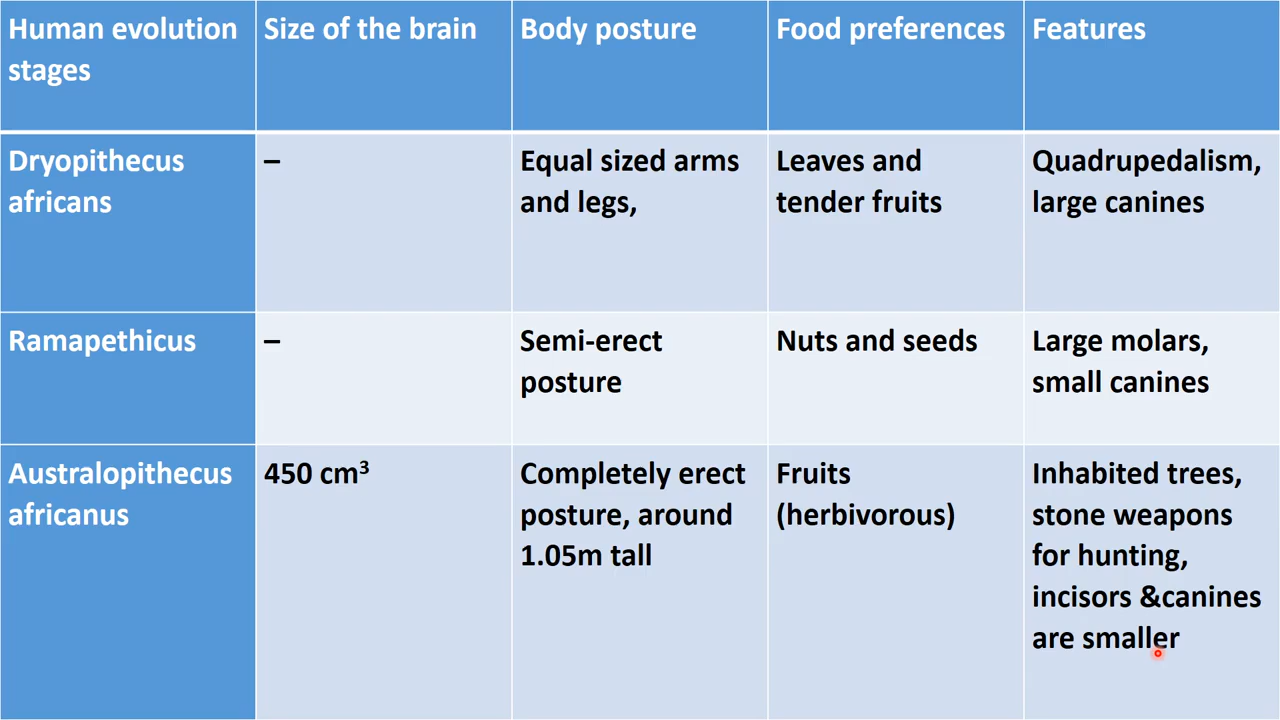 Human evolution
stages
Size of the brain
Body posture
Food preferences
Features
Dryopithecus
africans
–
Equal sized arms
and legs,
Leaves and
tender fruits
Quadrupedalism,
large canines
Ramapethicus
–
Semi-erect
posture
Nuts and seeds
Large molars,
small canines
Australopithecus
africanus
450 cm³
Completely erect
posture, around
1.05m tall
Fruits
(herbivorous)
Inhabited trees,
stone weapons
for hunting,
incisors &canines
are smaller